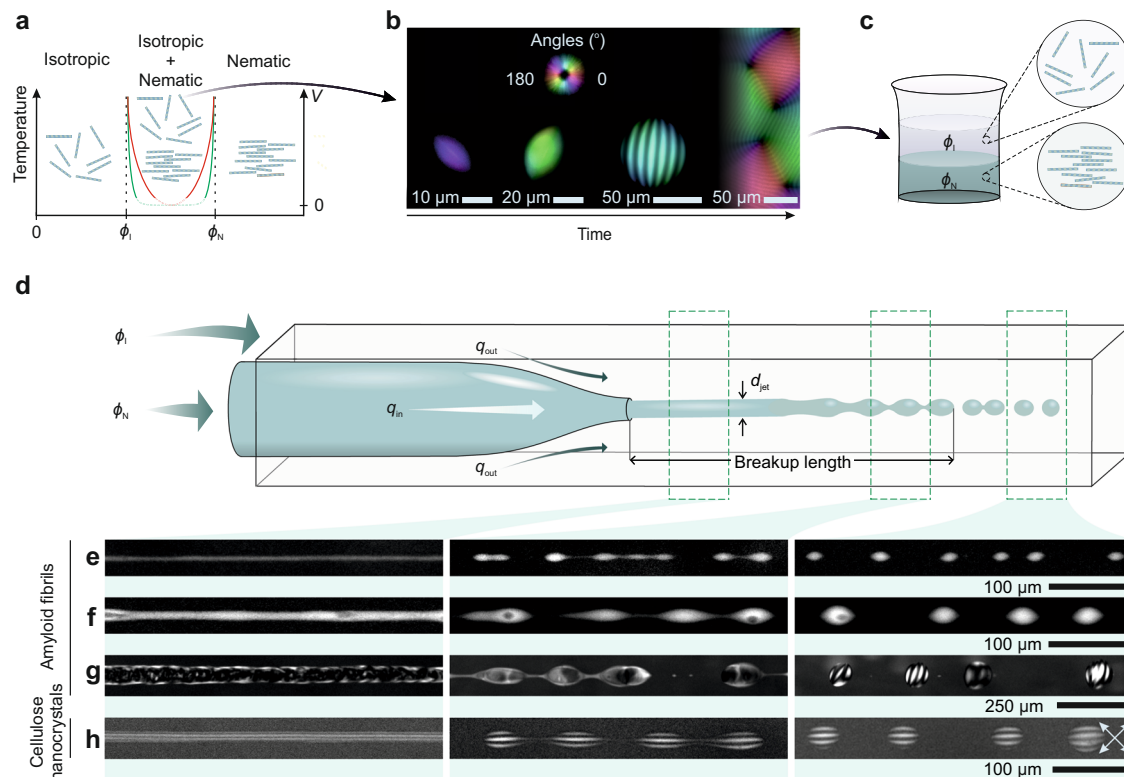 a
Isotropic
Isotropic
+
Nematic
Nematic
Temperature
V
0
0
ϕI
ϕN
b
Angles (°)
180
0
10 µm
20 µm
50 µm
50 µm
Time
c
ϕI
ϕN
d
ϕI
ϕN
qout
qin
qout
djet
Breakup length
Amyloid fibrils
e
100 µm
f
100 µm
g
250 µm
Cellulose
nanocrystals
h
100 µm